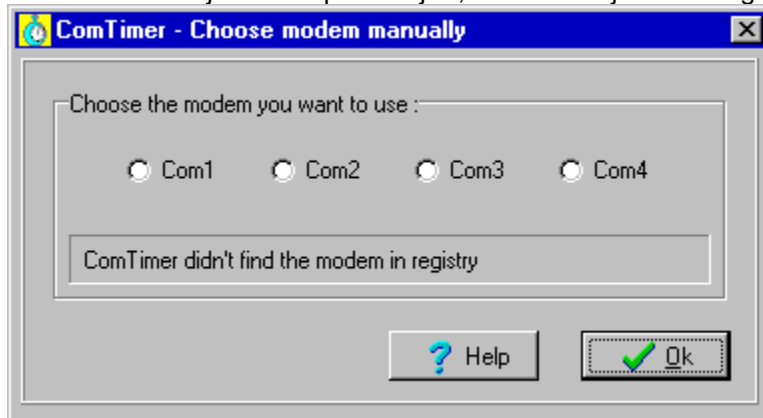 ComTimer - Choose modem manually
Choose the modem you want to use :
Com1 Com2 Com3 Com4
ComTimer didn't find the modem in registry
? Help Ok